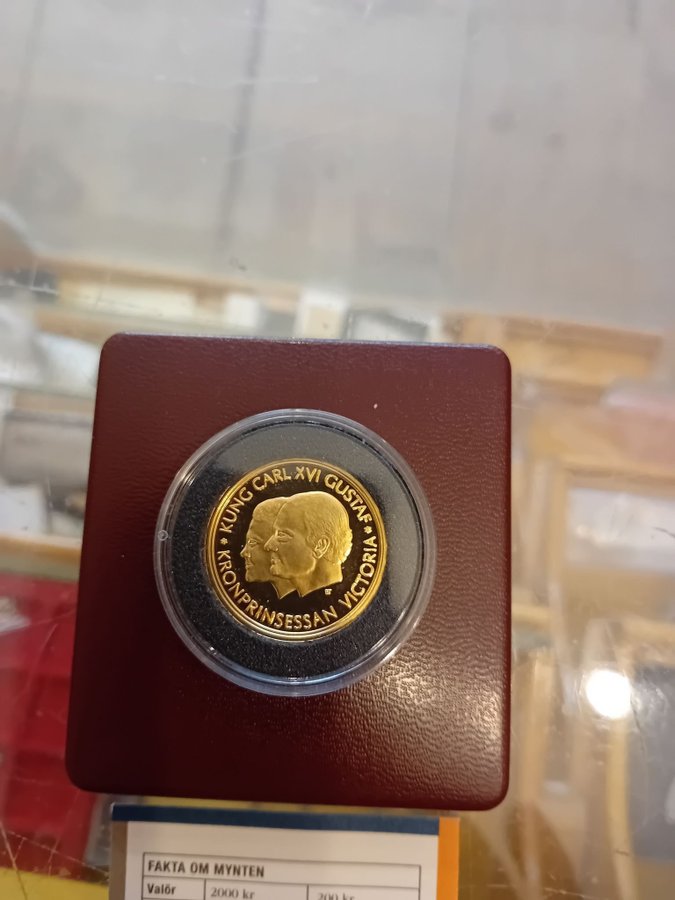 * KUNG CARL XVI GUSTAF *
KRONPRINSESSAN VICTORIA
FAKTA OM MYNTEN
Valör 2000 kr 200 kr